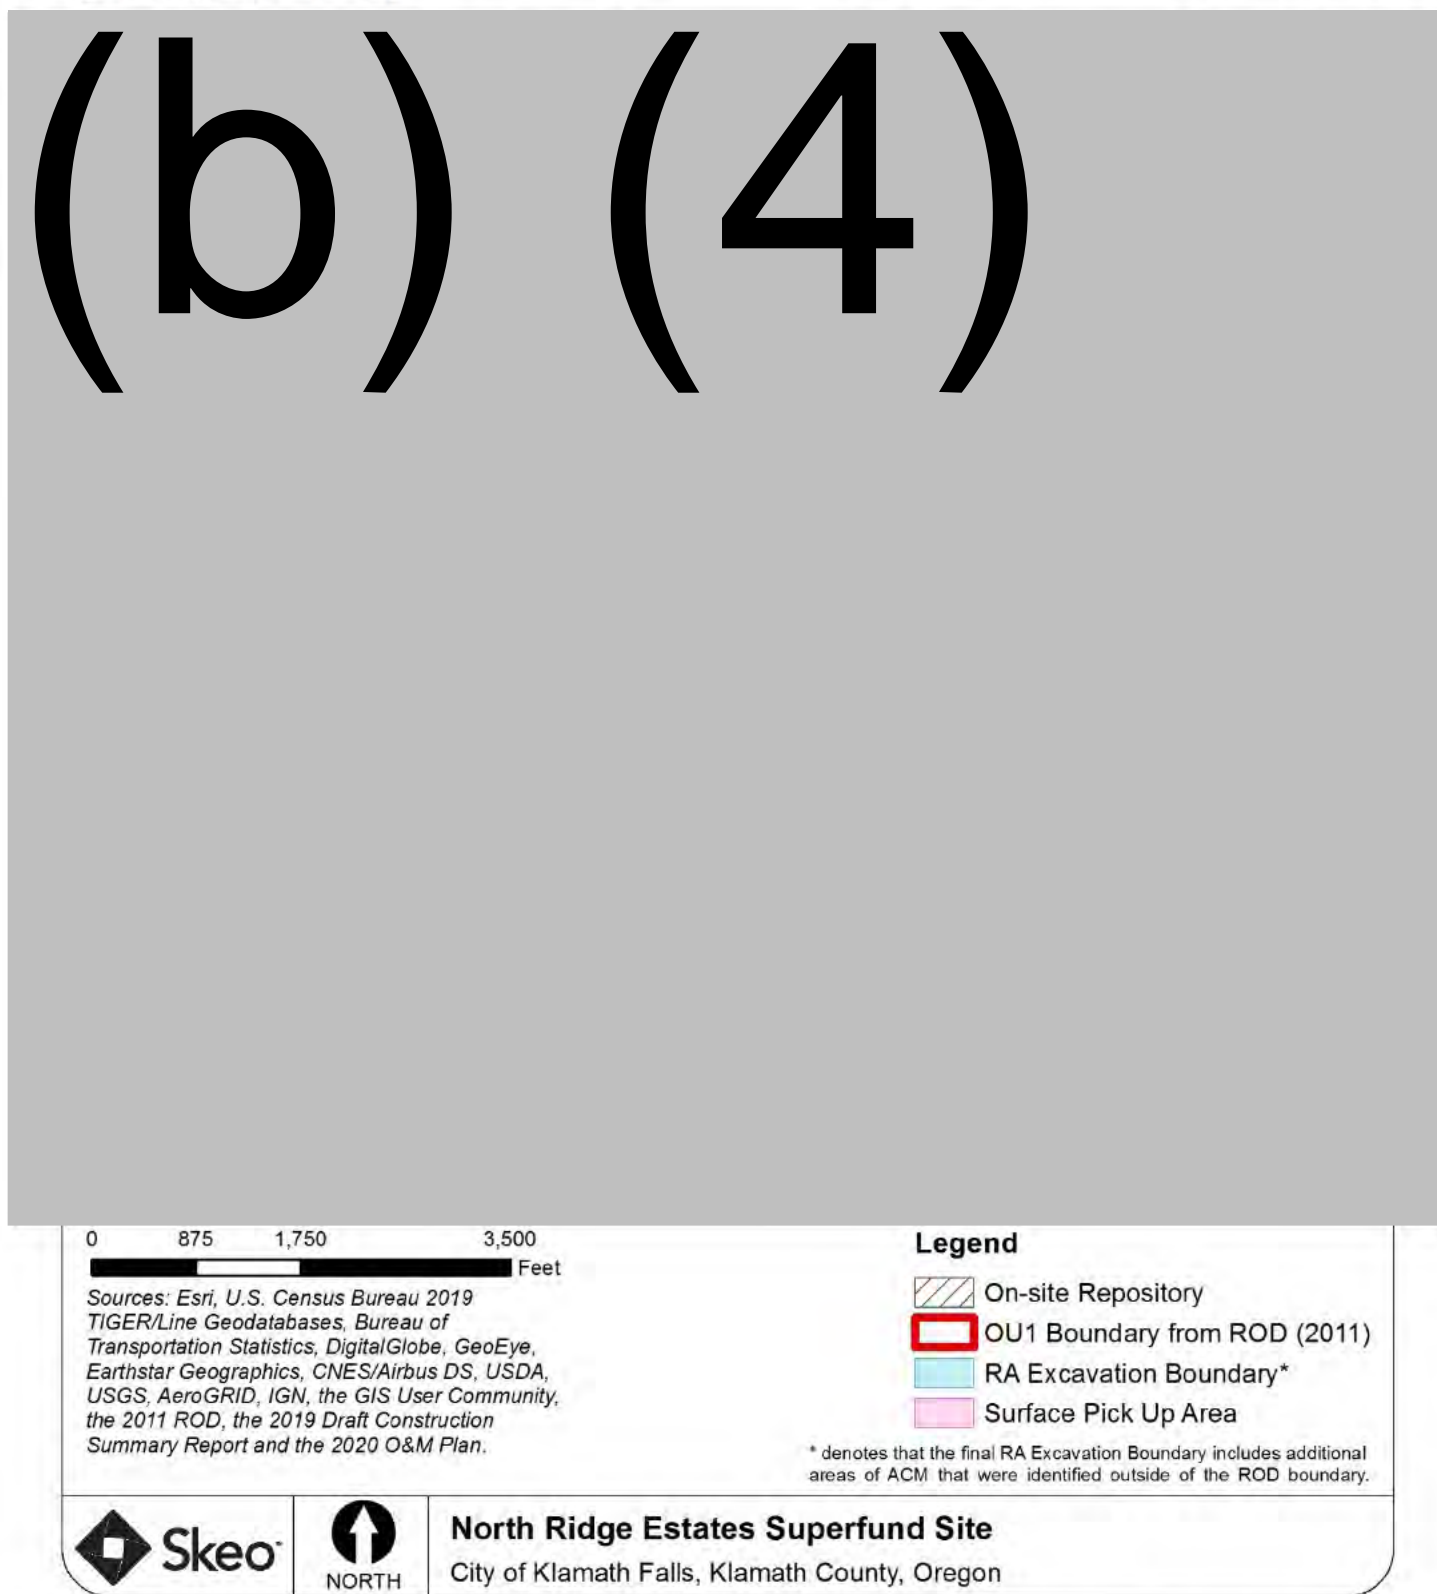 (b) (4)
0 875 1,750 3,500
Feet
Sources: Esri, U.S. Census Bureau 2019
TIGER/Line Geodatabases, Bureau of
Transportation Statistics, DigitalGlobe, GeoEye,
Earthstar Geographics, CNES/Airbus DS, USDA,
USGS, AeroGRID, IGN, the GIS User Community,
the 2011 ROD, the 2019 Draft Construction
Summary Report and the 2020 O&M Plan.
Legend
On-site Repository
OU1 Boundary from ROD (2011)
RA Excavation Boundary*
Surface Pick Up Area
* denotes that the final RA Excavation Boundary includes additional
areas of ACM that were identified outside of the ROD boundary.
Skeo
NORTH
North Ridge Estates Superfund Site
City of Klamath Falls, Klamath County, Oregon